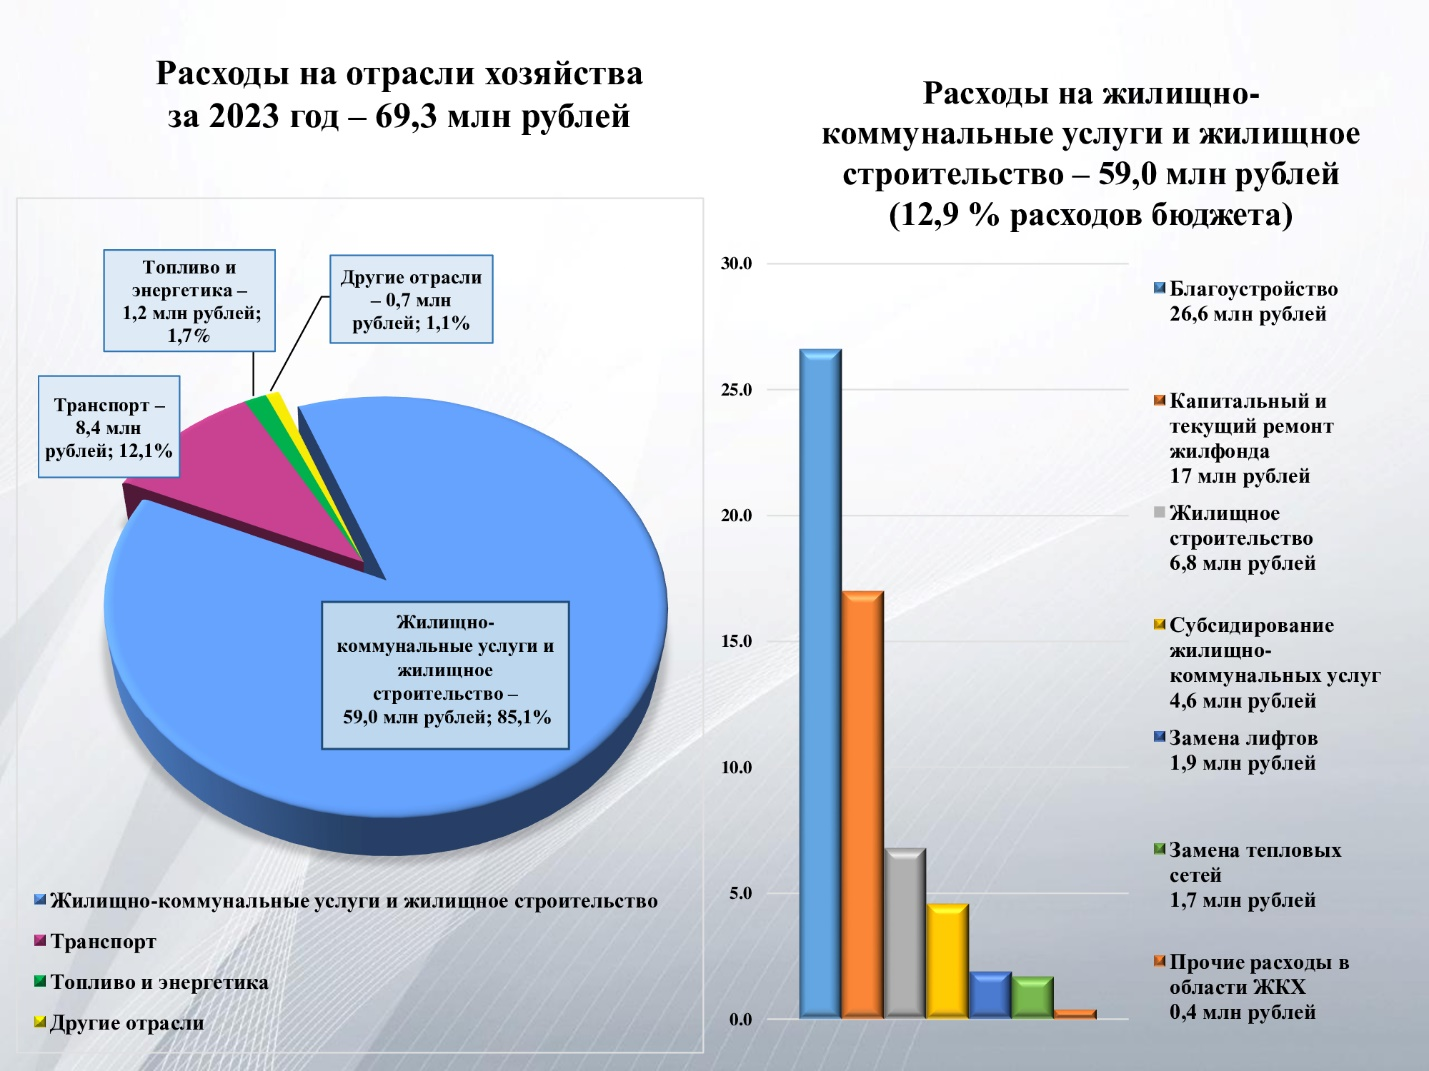 Расходы на отрасли хозяйства
за 2023 год – 69,3 млн рублей
Топливо и
энергетика –
1,2 млн рублей;
1,7%
Другие отрасли
– 0,7 млн
рублей; 1,1%
Транспорт –
8,4 млн
рублей; 12,1%
Жилищно-
коммунальные услуги и
жилищное
строительство –
59,0 млн рублей; 85,1%
Жилищно-коммунальные услуги и жилищное строительство
Транспорт
Топливо и энергетика
Другие отрасли
Расходы на жилищно-
коммунальные услуги и жилищное
строительство – 59,0 млн рублей
(12,9 % расходов бюджета)
30.0
25.0
20.0
15.0
10.0
5.0
0.0
Благоустройство
26,6 млн рублей
Капитальный и
текущий ремонт
жилфонда
17 млн рублей
Жилищное
строительство
6,8 млн рублей
Субсидирование
жилищно-
коммунальных услуг
4,6 млн рублей
Замена лифтов
1,9 млн рублей
Замена тепловых
сетей
1,7 млн рублей
Прочие расходы в
области ЖКХ
0,4 млн рублей